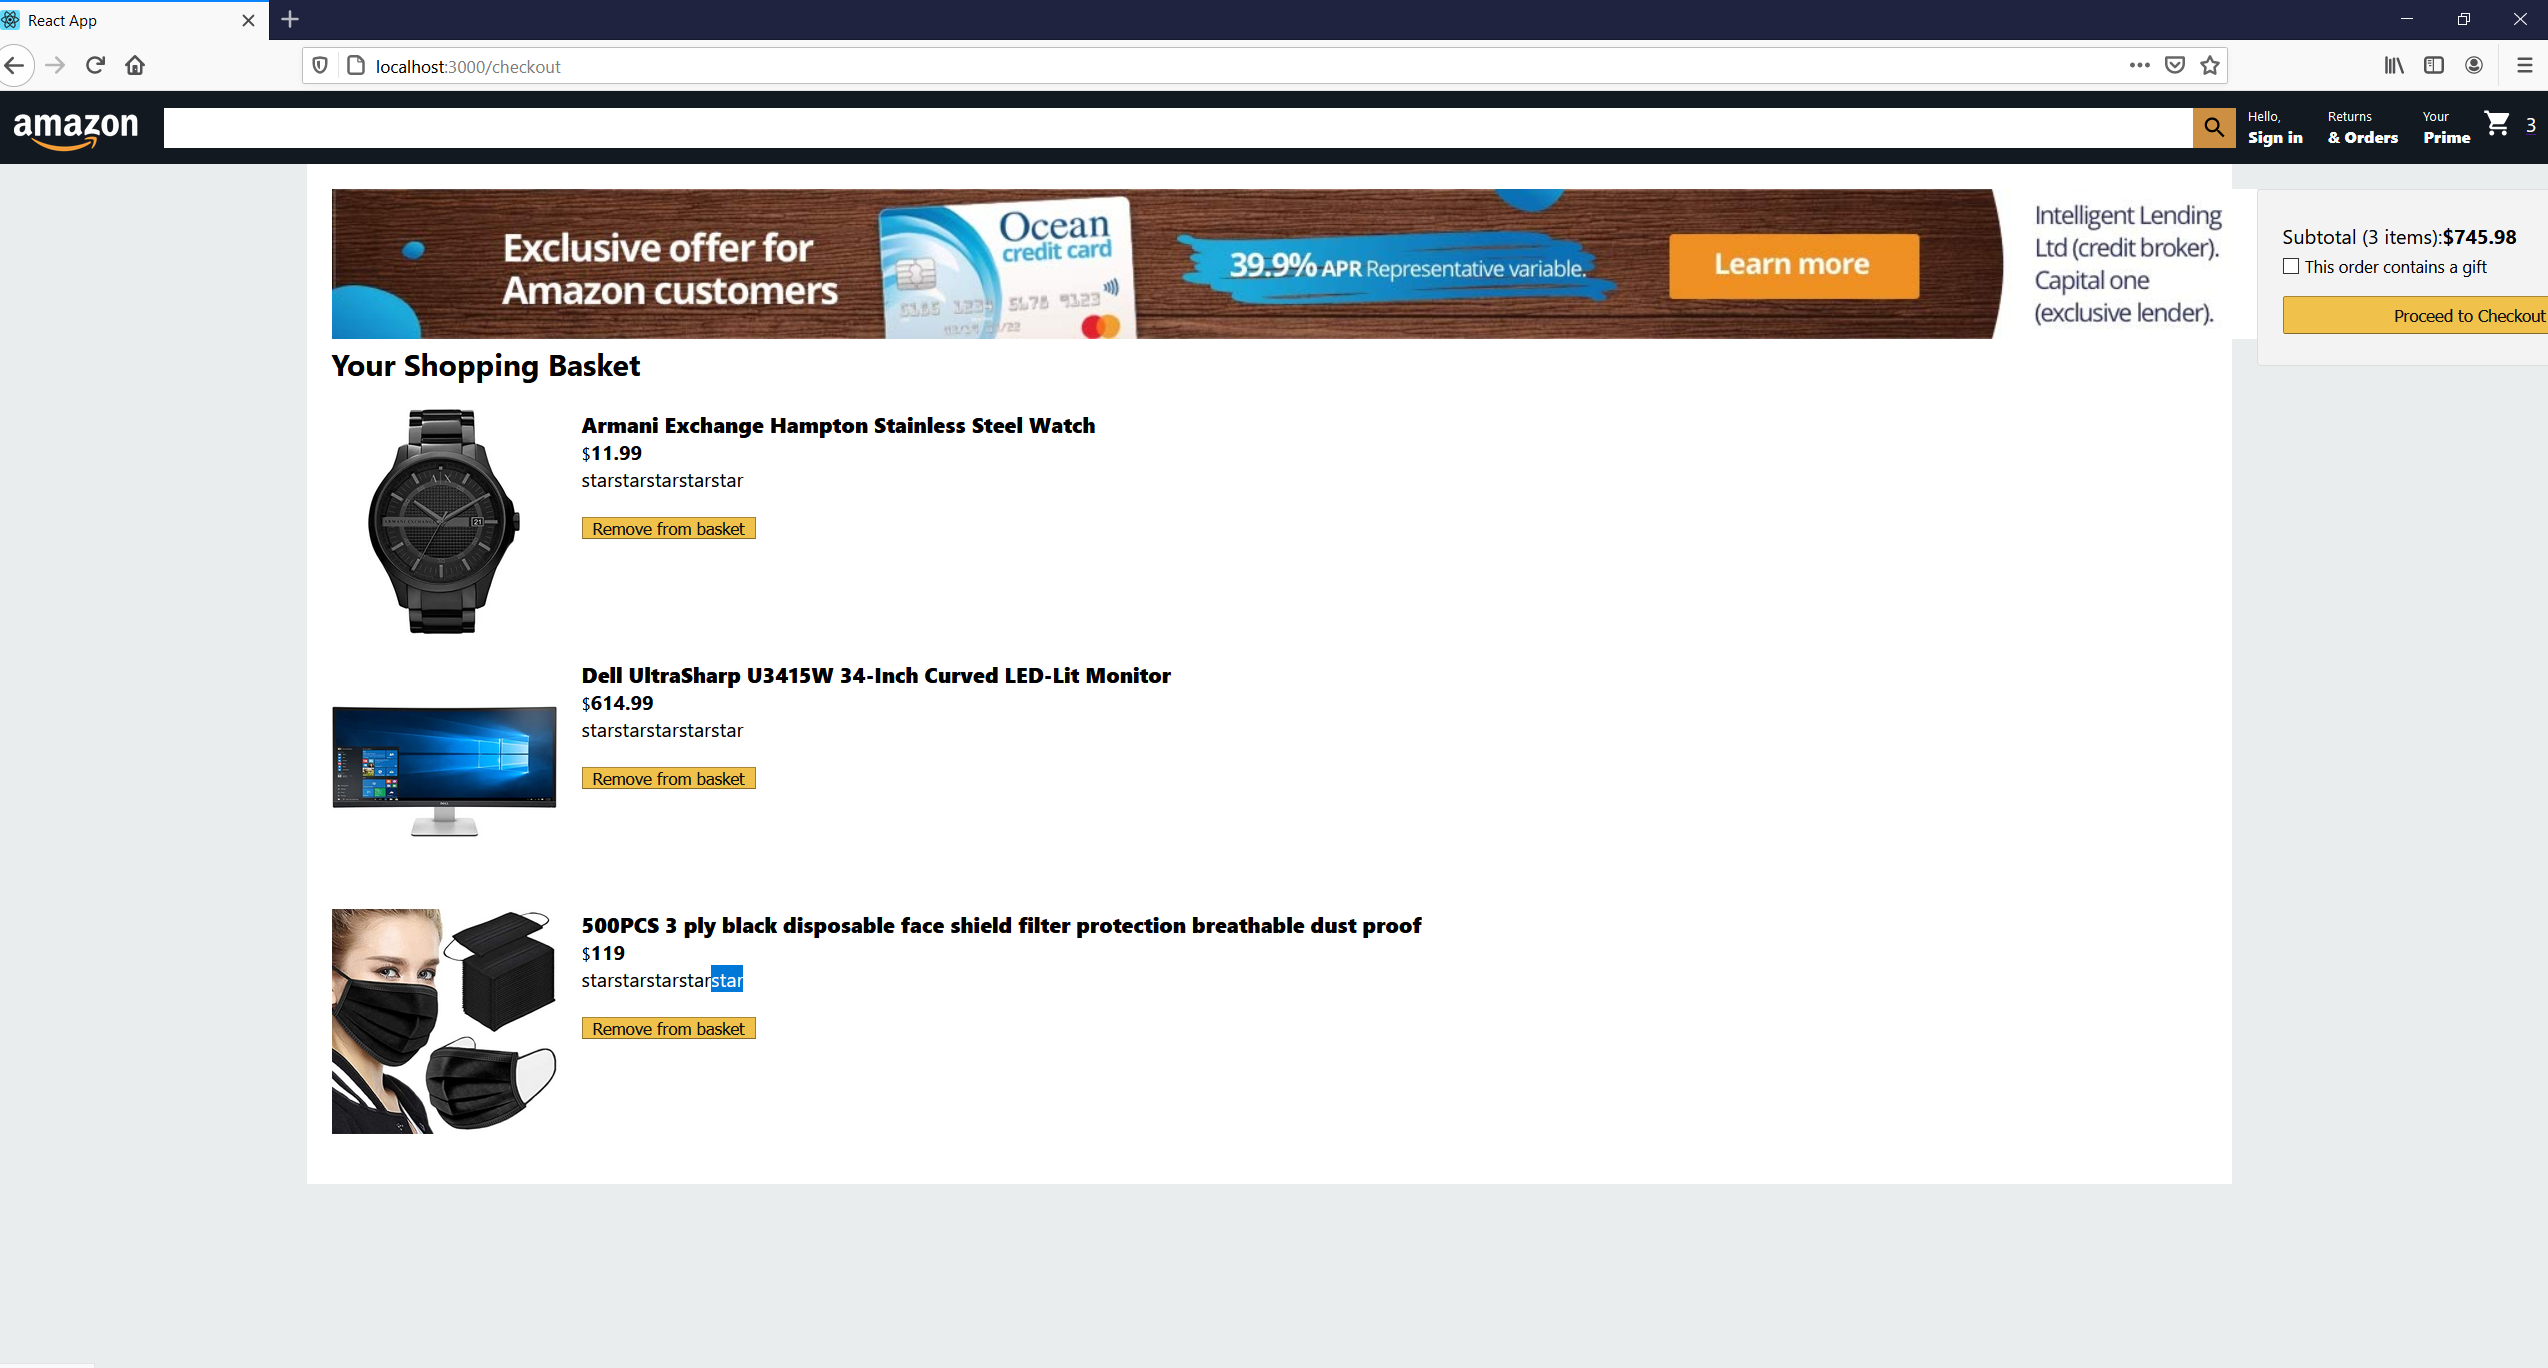 React App
localhost:3000/checkout
amazon
Hello,
Sign in
Returns
& Orders
Your
Prime
3
Exclusive offer for
Amazon customers
Ocean
credit card
39.9% APR Representative variable.
Learn more
Intelligent Lending
Ltd (credit broker).
Capital one
(exclusive lender).
Subtotal (3 items):$745.98
This order contains a gift
Proceed to Checkout
Your Shopping Basket
Armani Exchange Hampton Stainless Steel Watch
$11.99
starstarstarstarstar
Remove from basket
Dell UltraSharp U3415W 34-Inch Curved LED-Lit Monitor
$614.99
starstarstarstarstar
Remove from basket
500PCS 3 ply black disposable face shield filter protection breathable dust proof
$119
starstarstarstarstar
Remove from basket